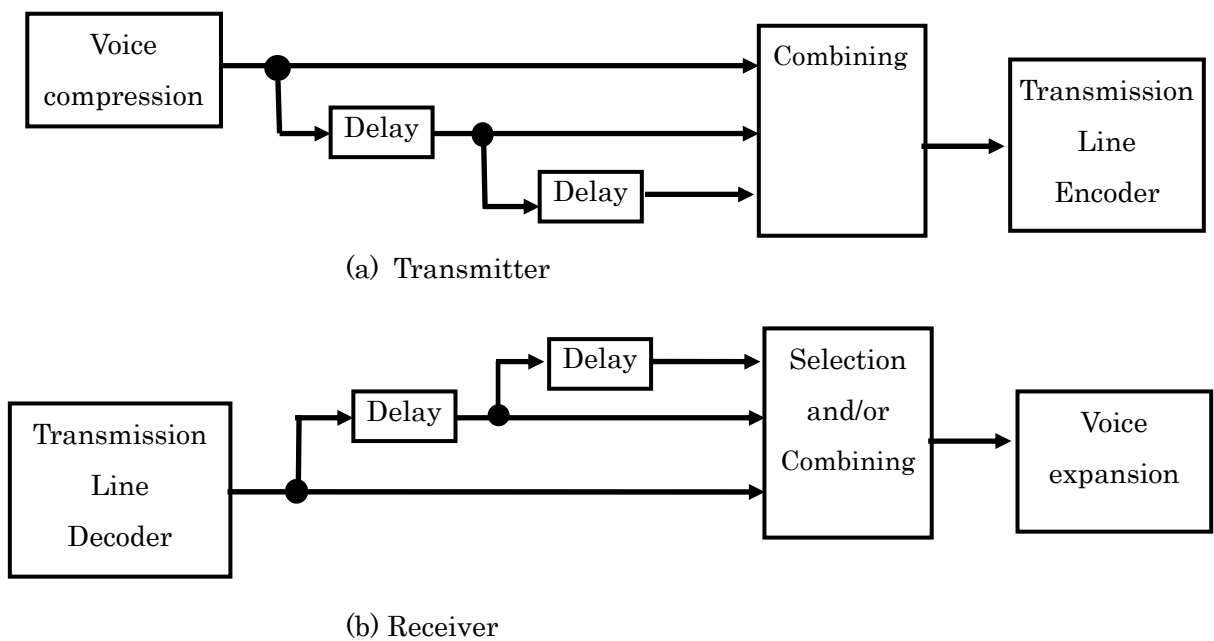 Voice
compression
Delay
Delay
Combining
Transmission
Line
Encoder
(a) Transmitter
Transmission
Line
Decoder
Delay
Delay
Selection
and/or
Combining
Voice
expansion
(b) Receiver